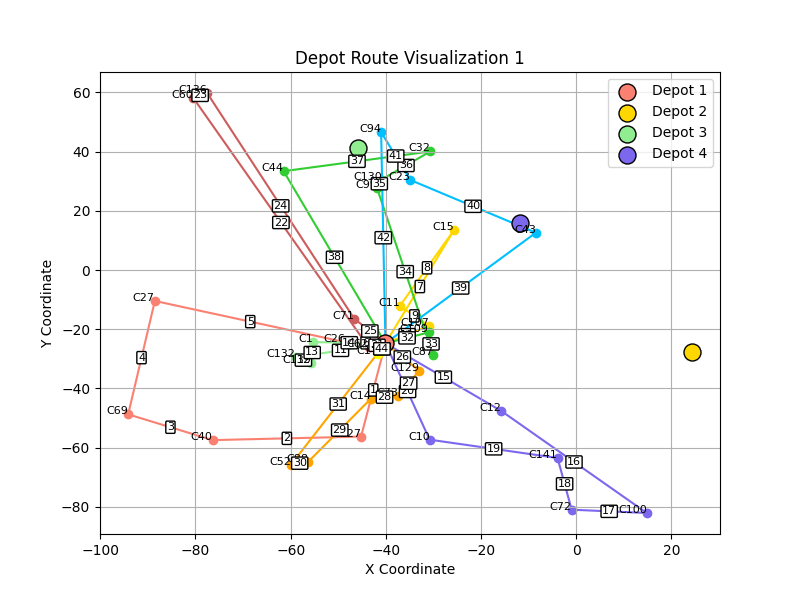 Depot Route Visualization 1
Depot 1
Depot 2
Depot 3
Depot 4
Y Coordinate
60
40
20
0
−20
−40
−60
−80
−100
−80
−60
−40
−20
0
20
X Coordinate
C136
23
C94
C32
41
37
36
C44
C130
C23
35
C9
24
40
22
C15
C43
42
38
34
8
7
39
C27
C11
5
C71
9
25
C109
32
33
C1
C26
C132
13
11
44
26
C87
4
C129
15
27
C14
28
31
C69
C12
3
C40
2
29
C10
19
C52
30
C141
16
18
C72
17
C100